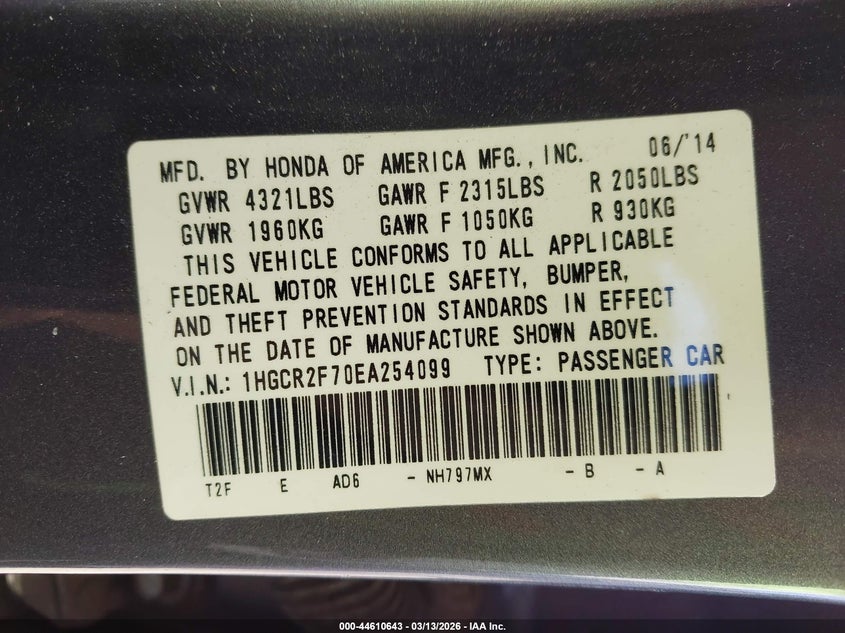 MFD. BY HONDA OF AMERICA MFG., INC. 06/'14
GVWR 4321LBS GAWR F 2315LBS R 2050LBS
GVWR 1960KG GAWR F 1050KG R 930KG
THIS VEHICLE CONFORMS TO ALL APPLICABLE
FEDERAL MOTOR VEHICLE SAFETY, BUMPER,
AND THEFT PREVENTION STANDARDS IN EFFECT
ON THE DATE OF MANUFACTURE SHOWN ABOVE.
V.I.N.: 1HGCR2F70EA254099 TYPE: PASSENGER CAR
T2F E AD6 - NH797MX - B - A
000-44610643 - 03/13/2026 - IAA Inc.